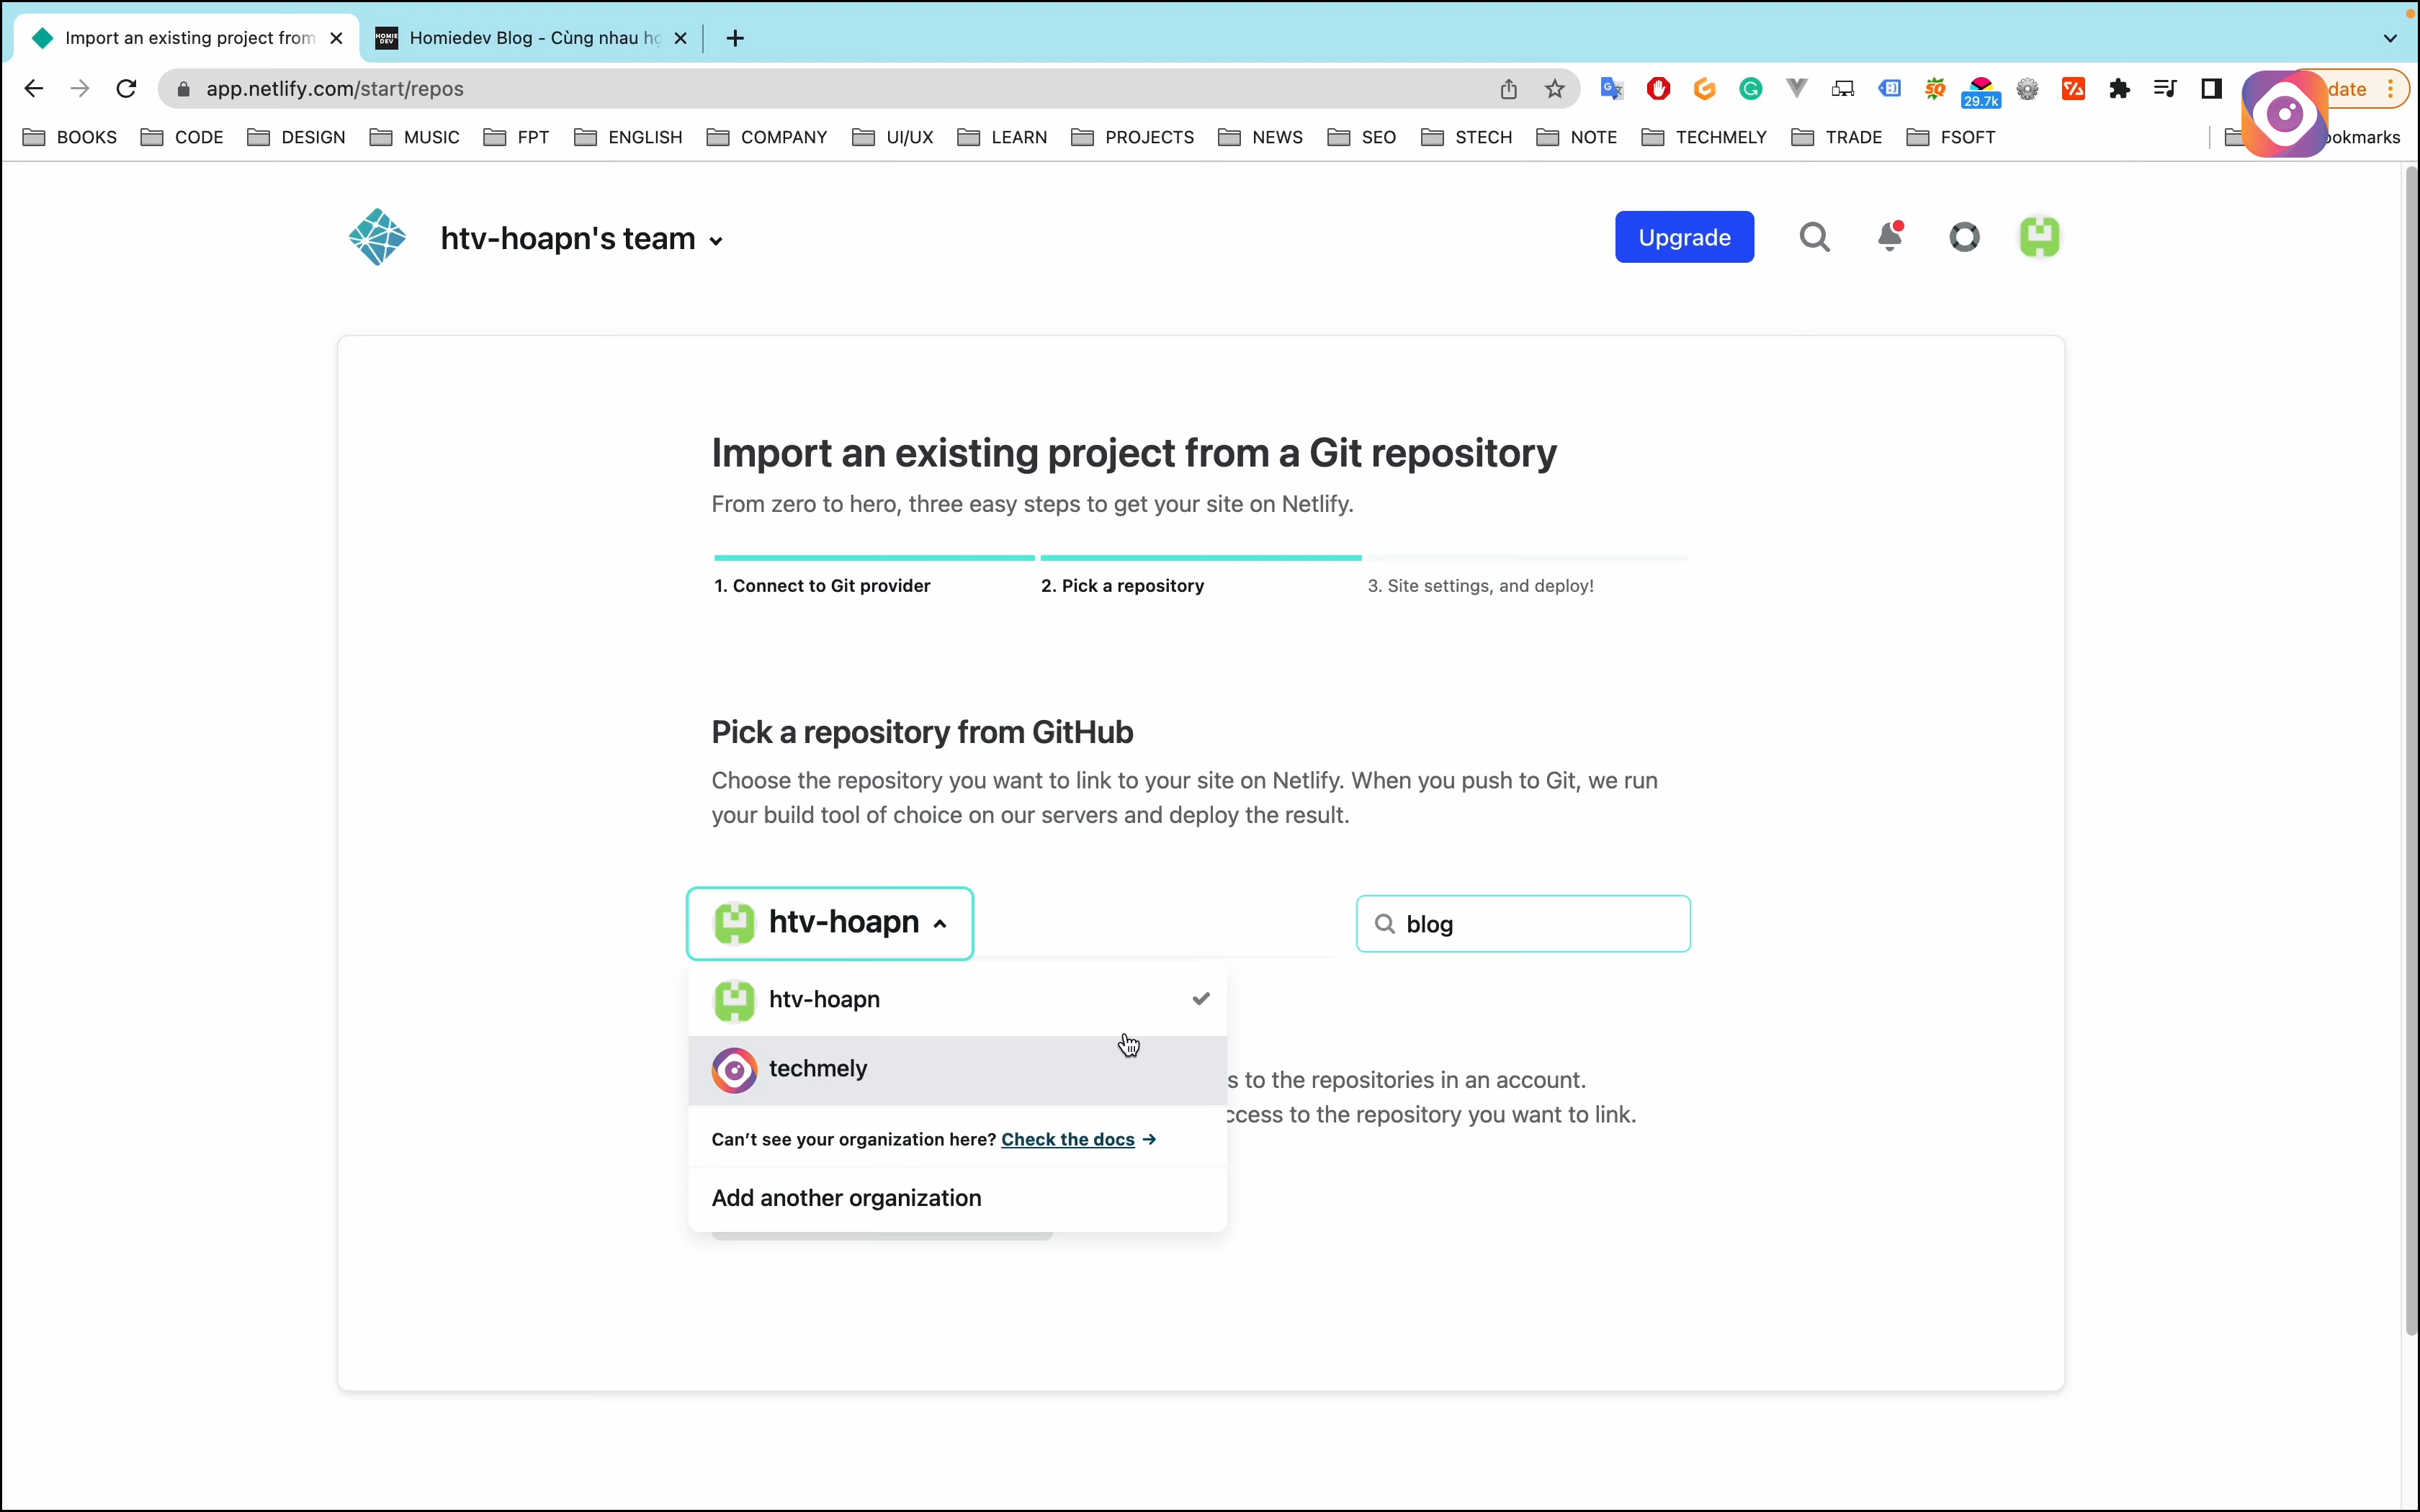 Import an existing project from
Homiedev Blog - Cùng nhau họ
app.netlify.com/start/repos
29.7k
date
BOOKS CODE DESIGN MUSIC FPT ENGLISH COMPANY UI/UX LEARN PROJECTS NEWS SEO STECH NOTE TECHMELY TRADE FSOFT
ookmarks
htv-hoapn's team
Upgrade
Import an existing project from a Git repository
From zero to hero, three easy steps to get your site on Netlify.
1. Connect to Git provider
2. Pick a repository
3. Site settings, and deploy!
Pick a repository from GitHub
Choose the repository you want to link to your site on Netlify. When you push to Git, we run
your build tool of choice on our servers and deploy the result.
htv-hoapn
blog
htv-hoapn
techmely
s to the repositories in an account.
ccess to the repository you want to link.
Can't see your organization here? Check the docs →
Add another organization